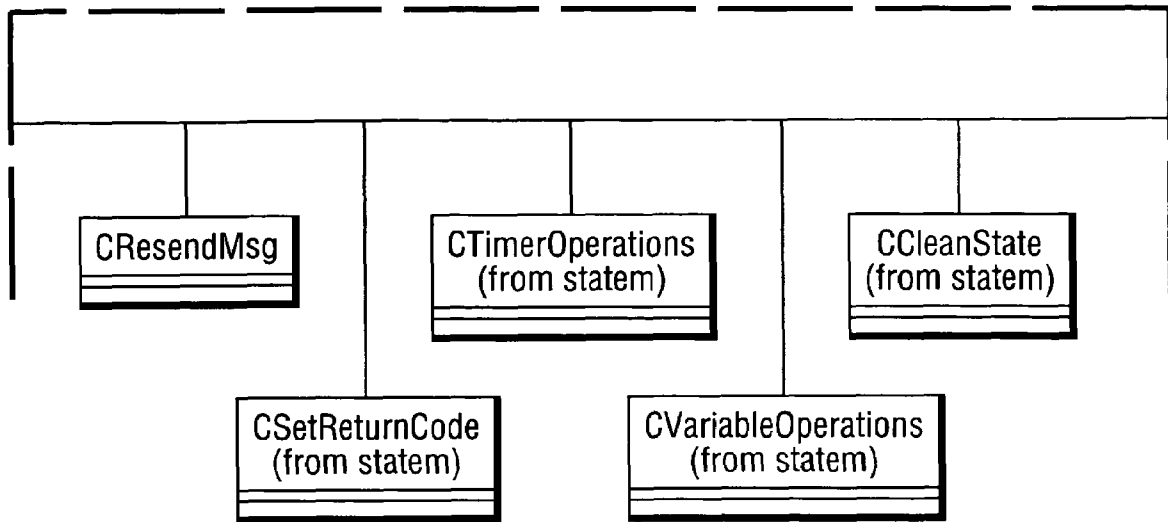 CResendMsg
CTimerOperations
(from statem)
CCleanState
(from statem)
CSetReturnCode
(from statem)
CVariableOperations
(from statem)